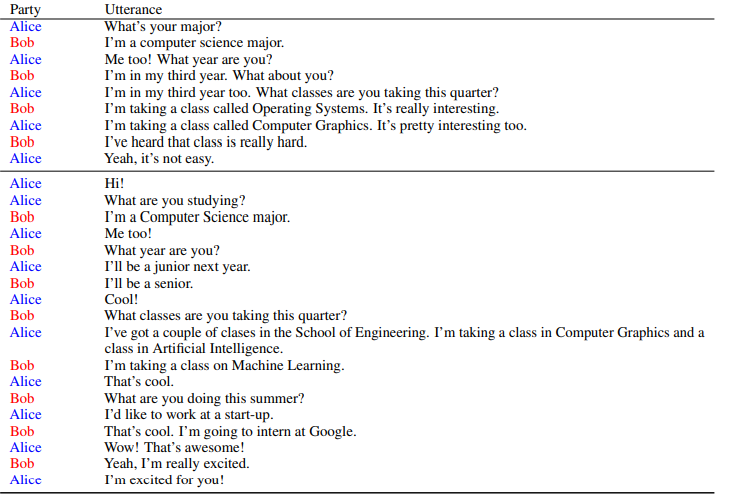 Party Utterance
Alice What's your major?
Bob I'm a computer science major.
Alice Me too! What year are you?
Bob I'm in my third year. What about you?
Alice I'm in my third year too. What classes are you taking this quarter?
Bob I'm taking a class called Operating Systems. It's really interesting.
Alice I'm taking a class called Computer Graphics. It's pretty interesting too.
Bob I've heard that class is really hard.
Alice Yeah, it's not easy.
Alice Hi!
Alice What are you studying?
Bob I'm a Computer Science major.
Alice Me too!
Bob What year are you?
Alice I'll be a junior next year.
Bob I'll be a senior.
Alice Cool!
Bob What classes are you taking this quarter?
Alice I've got a couple of clases in the School of Engineering. I'm taking a class in Computer Graphics and a
class in Artificial Intelligence.
Bob I'm taking a class on Machine Learning.
Alice That's cool.
Bob What are you doing this summer?
Alice I'd like to work at a start-up.
Bob That's cool. I'm going to intern at Google.
Alice Wow! That's awesome!
Bob Yeah, I'm really excited.
Alice I'm excited for you!